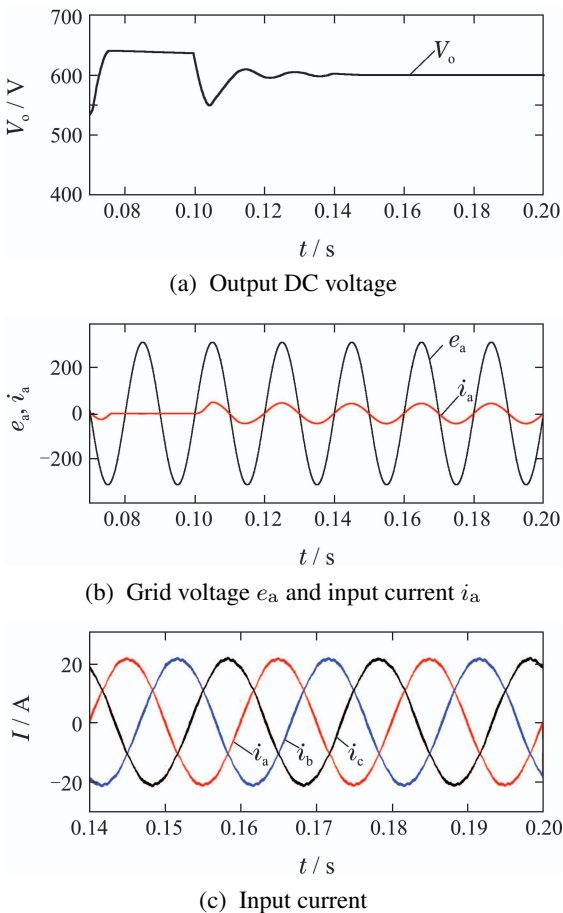 700
600
500
400
V_o / V
V_o
0.08 0.10 0.12 0.14 0.16 0.18 0.20
t / s
(a) Output DC voltage
200
0
−200
e_a, i_a
e_a
i_a
0.08 0.10 0.12 0.14 0.16 0.18 0.20
t / s
(b) Grid voltage e_a and input current i_a
20
0
−20
I / A
i_a i_b i_c
0.14 0.15 0.16 0.17 0.18 0.19 0.20
t / s
(c) Input current